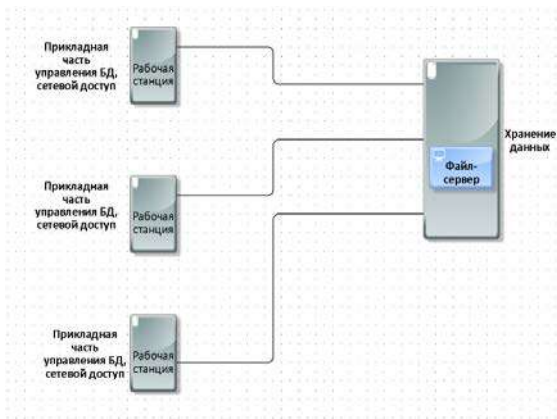 Прикладная
часть
управления БД,
сетевой доступ
Рабочая
станция
Хранение
данных
Файл-
сервер
Прикладная
часть
управления БД,
сетевой доступ
Рабочая
станция
Прикладная
часть
управления БД,
сетевой доступ
Рабочая
станция